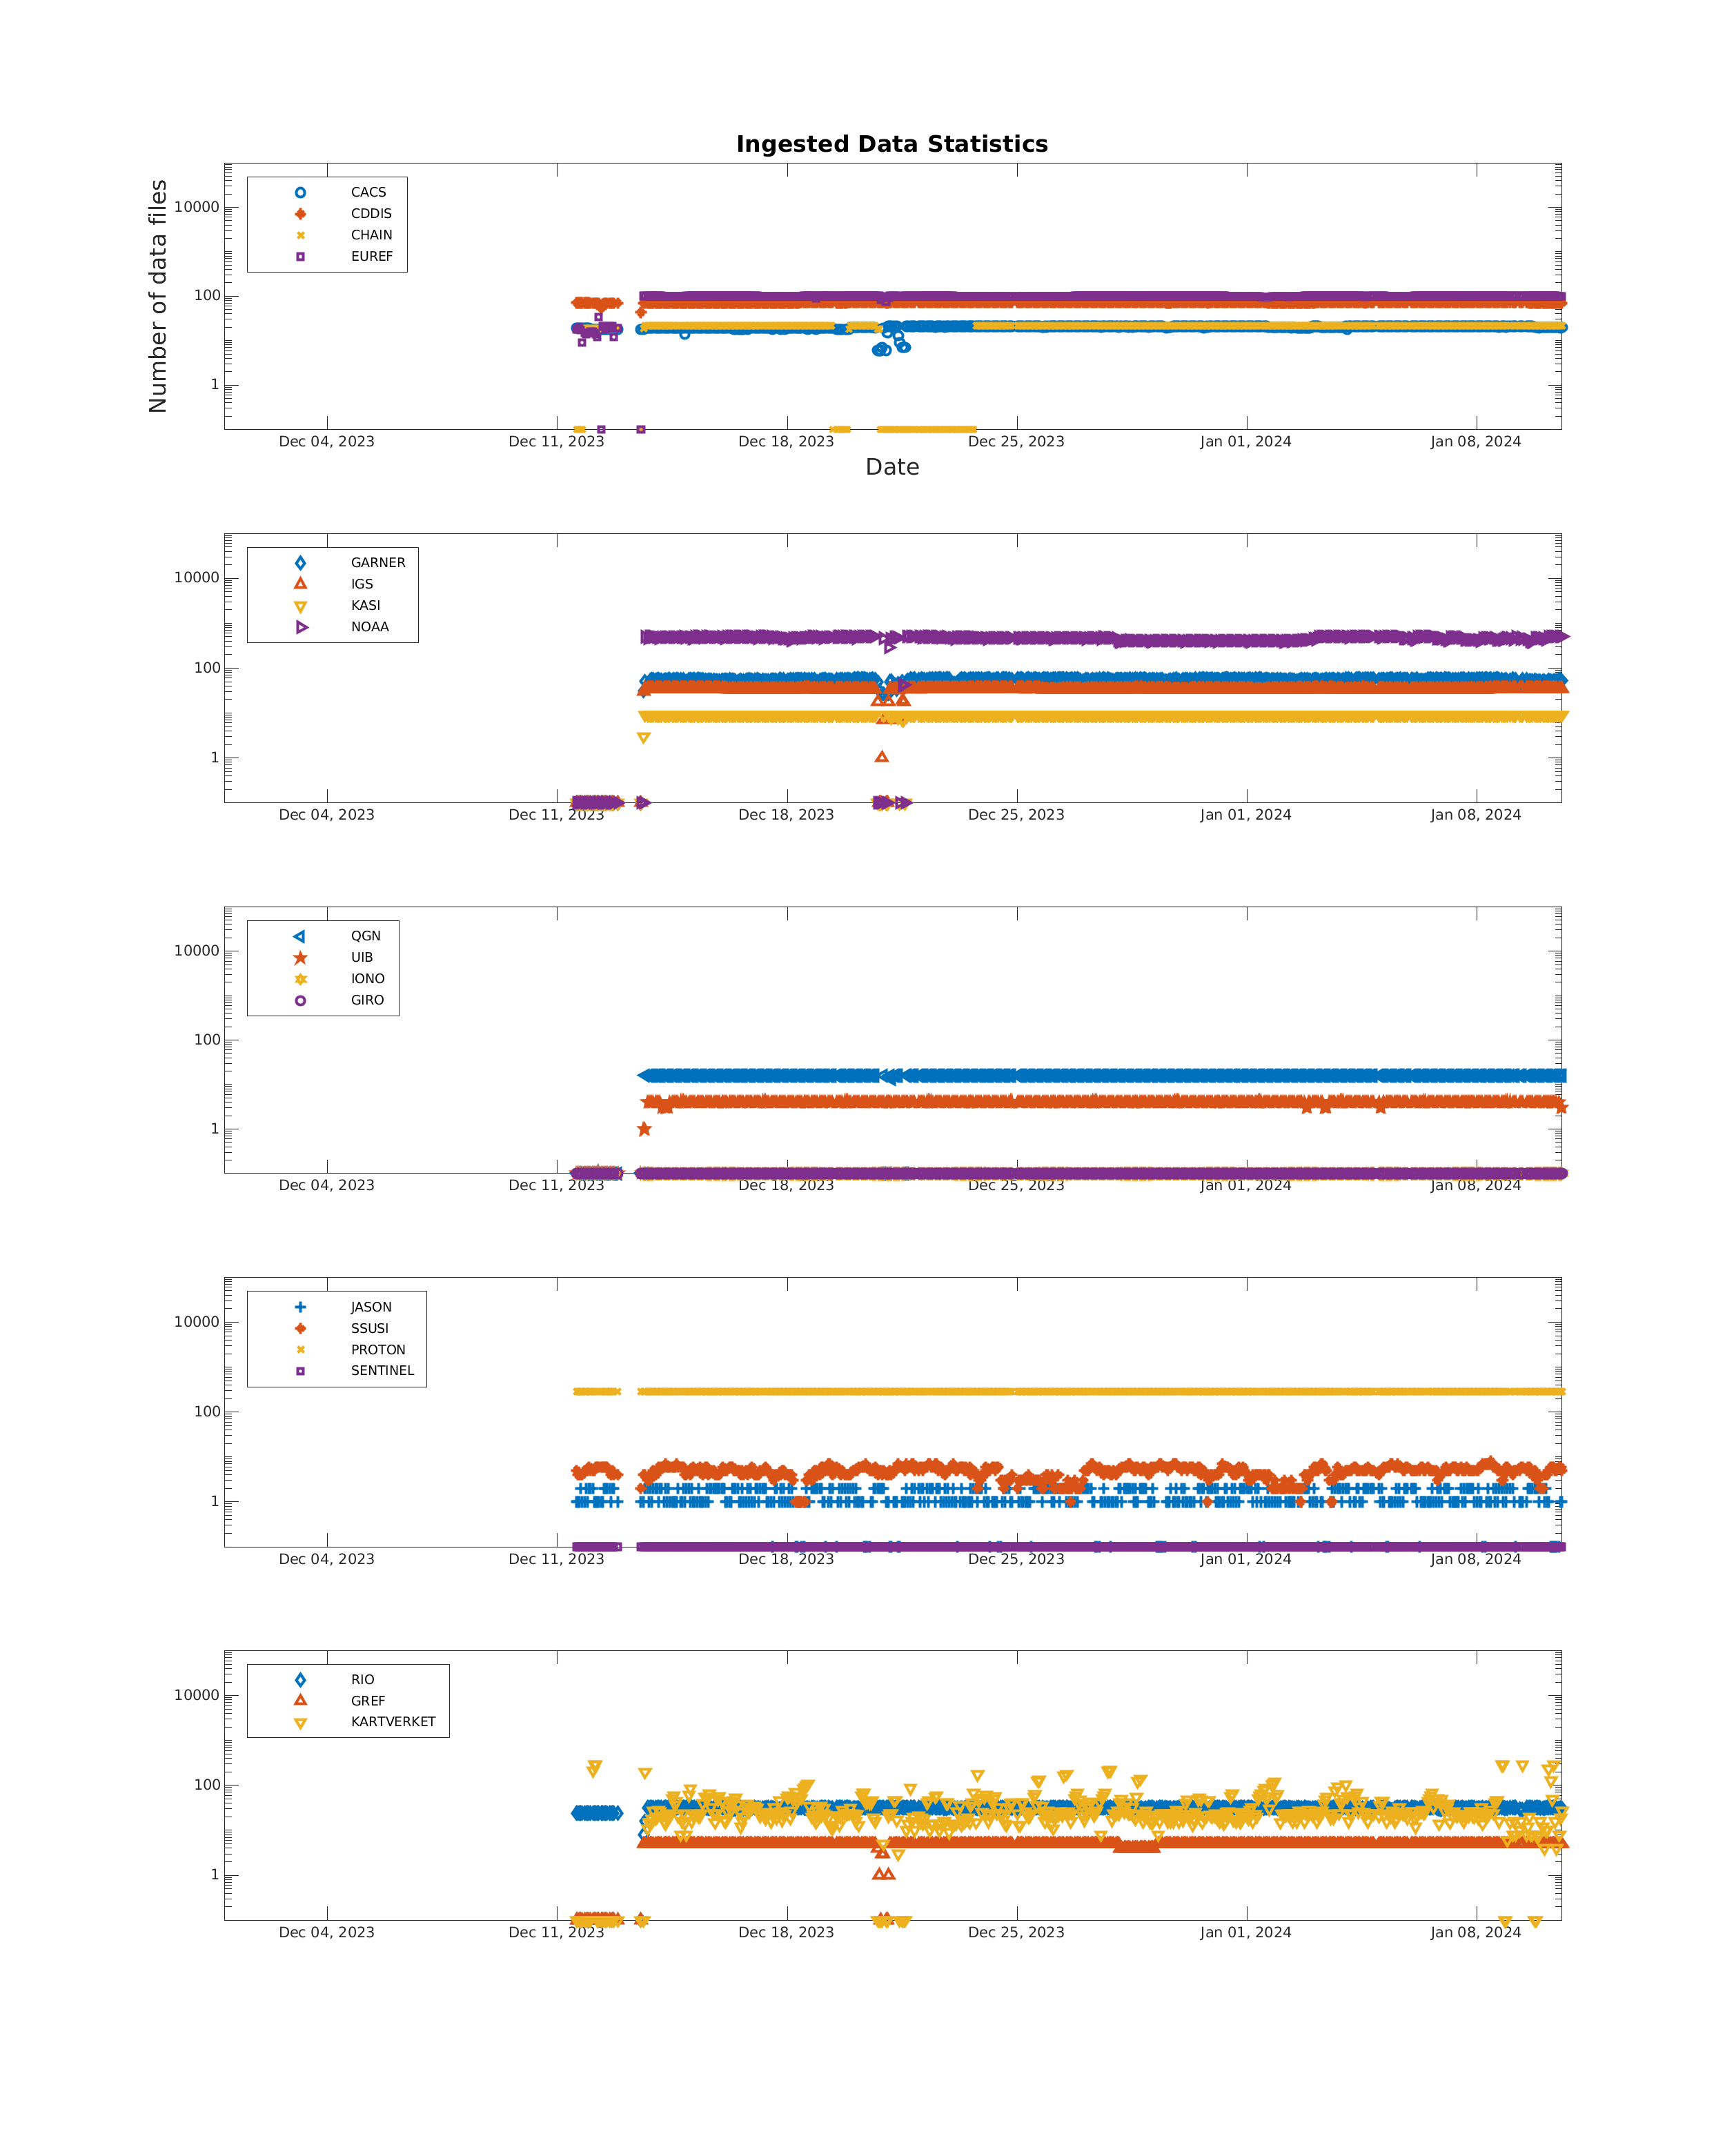 Ingested Data Statistics
Number of data files
10000
100
1
CACS
CDDIS
CHAIN
EUREF
Dec 04, 2023
Dec 11, 2023
Dec 18, 2023
Dec 25, 2023
Jan 01, 2024
Jan 08, 2024
Date
10000
100
1
GARNER
IGS
KASI
NOAA
Dec 04, 2023
Dec 11, 2023
Dec 18, 2023
Dec 25, 2023
Jan 01, 2024
Jan 08, 2024
10000
100
1
QGN
UIB
IONO
GIRO
Dec 04, 2023
Dec 11, 2023
Dec 18, 2023
Dec 25, 2023
Jan 01, 2024
Jan 08, 2024
10000
100
1
JASON
SSUSI
PROTON
SENTINEL
Dec 04, 2023
Dec 11, 2023
Dec 18, 2023
Dec 25, 2023
Jan 01, 2024
Jan 08, 2024
10000
100
1
RIO
GREF
KARTVERKET
Dec 04, 2023
Dec 11, 2023
Dec 18, 2023
Dec 25, 2023
Jan 01, 2024
Jan 08, 2024